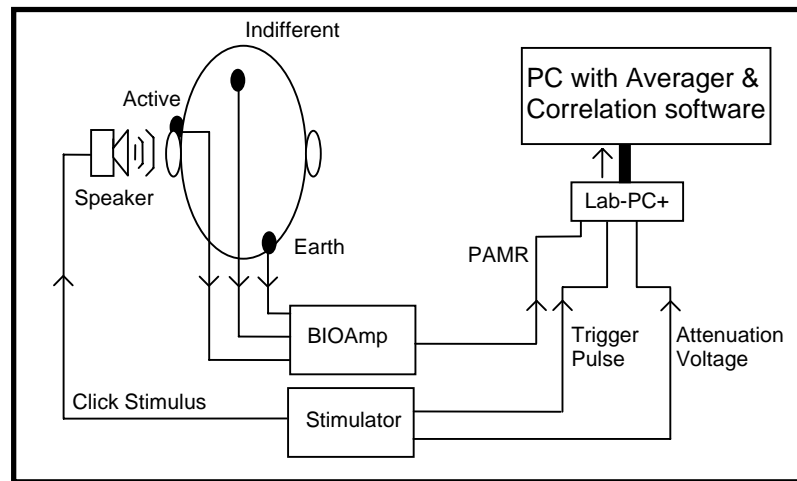 Indifferent
Active
Speaker
Earth
PC with Averager &
Correlation software
Lab-PC+
PAMR
BIOAmp
Trigger
Pulse
Attenuation
Voltage
Click Stimulus
Stimulator